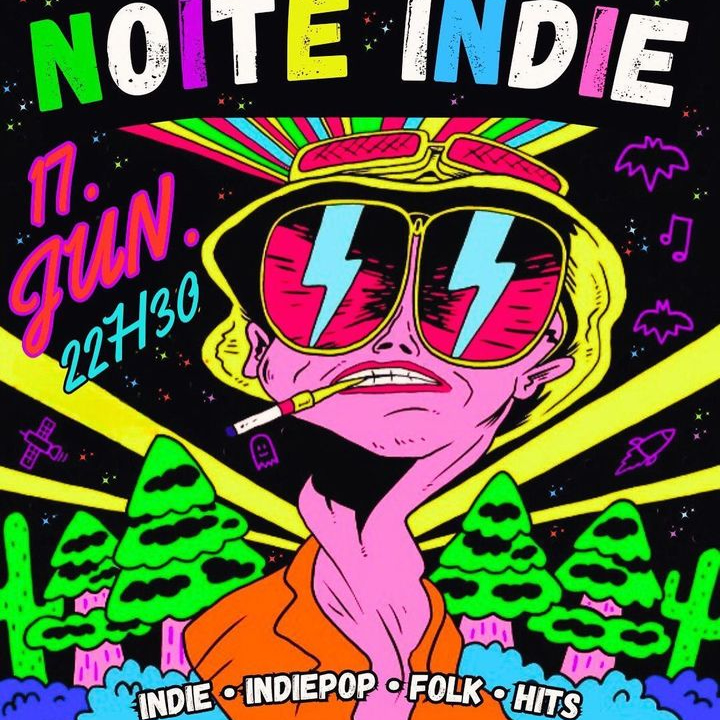 NOITE INDIE
17.
JUN.
22H30
INDIE • INDIEPOP • FOLK • HITS